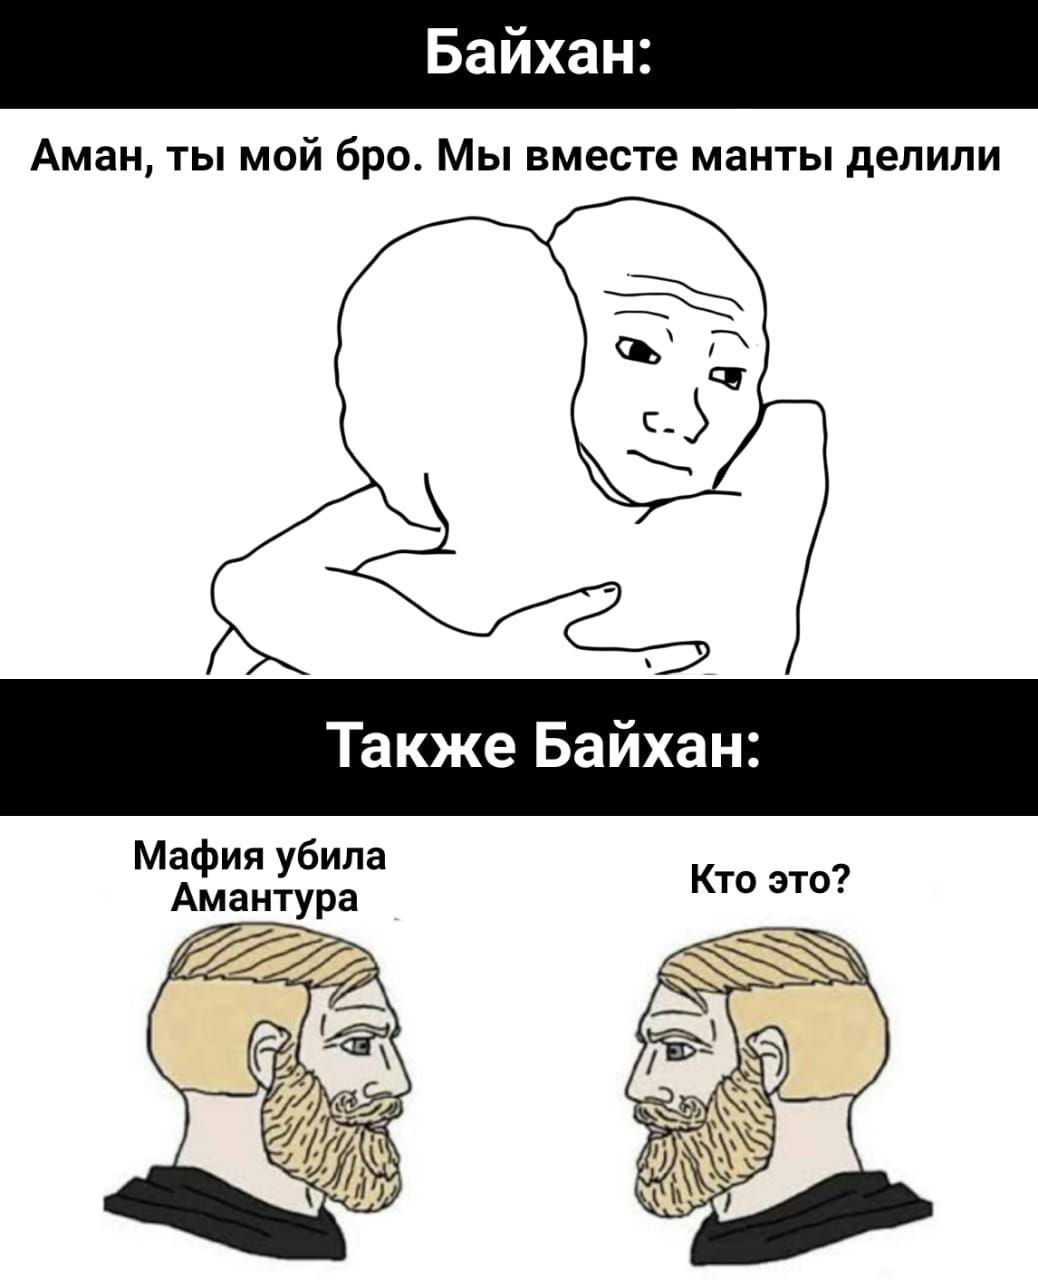 Байхан:
Аман, ты мой бро. Мы вместе манты делили
Также Байхан:
Мафия убила
Амантура
Кто это?